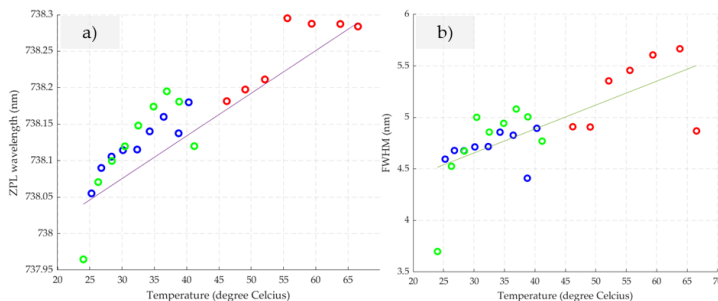 a)
738.3
738.25
738.2
738.15
738.1
738.05
738
737.95
ZPL wavelength (nm)
20 25 30 35 40 45 50 55 60 65
Temperature (degree Celcius)
b)
6
5.5
5
4.5
4
3.5
FWHM (nm)
20 25 30 35 40 45 50 55 60 65 70
Temperature (degree Celcius)